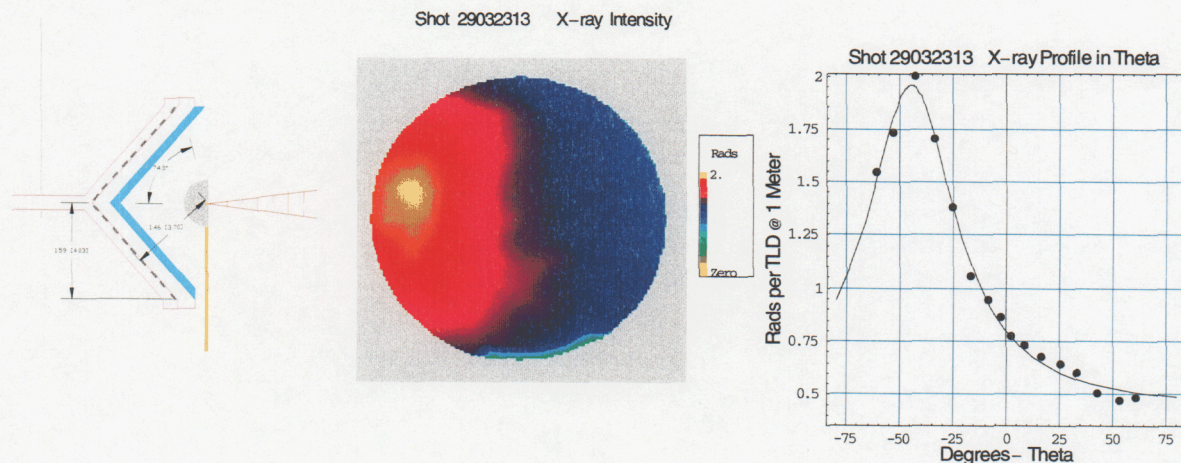 Shot 29032313 X-ray Intensity
Rads
2.
Zero
Shot 29032313 X-ray Profile in Theta
Rads per TLD @ 1 Meter
2
1.75
1.5
1.25
1
0.75
0.5
-75 -50 -25 0 25 50 75
Degrees- Theta